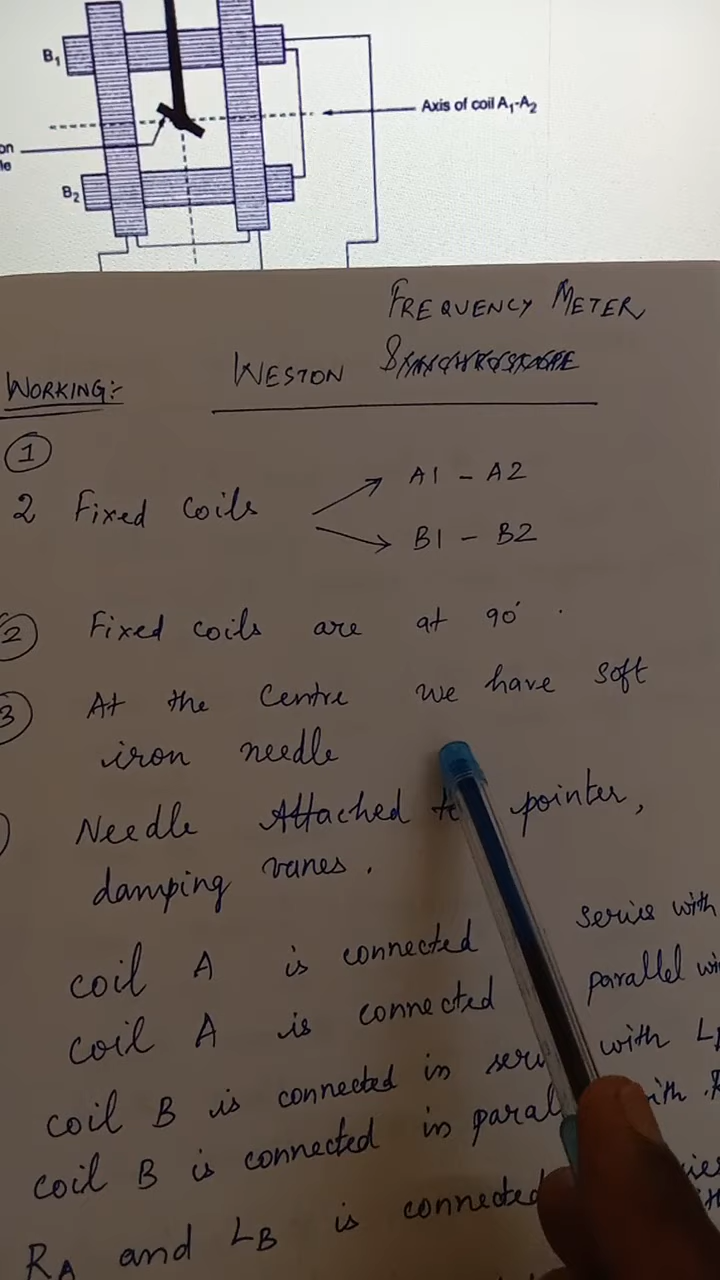 B1
Axis of coil A1-A2
B2
FREQUENCY METER
WORKING:-
WESTON
1
2 Fixed coils
A1 - A2
B1 - B2
2 Fixed coils are at 90°
3 At the Centre we have soft
iron needle
Needle Attached to pointer,
damping vanes.
coil A is connected series with
coil A is connected parallel
coil B is connected in with
coil B is connected in with
RA and LB is connected